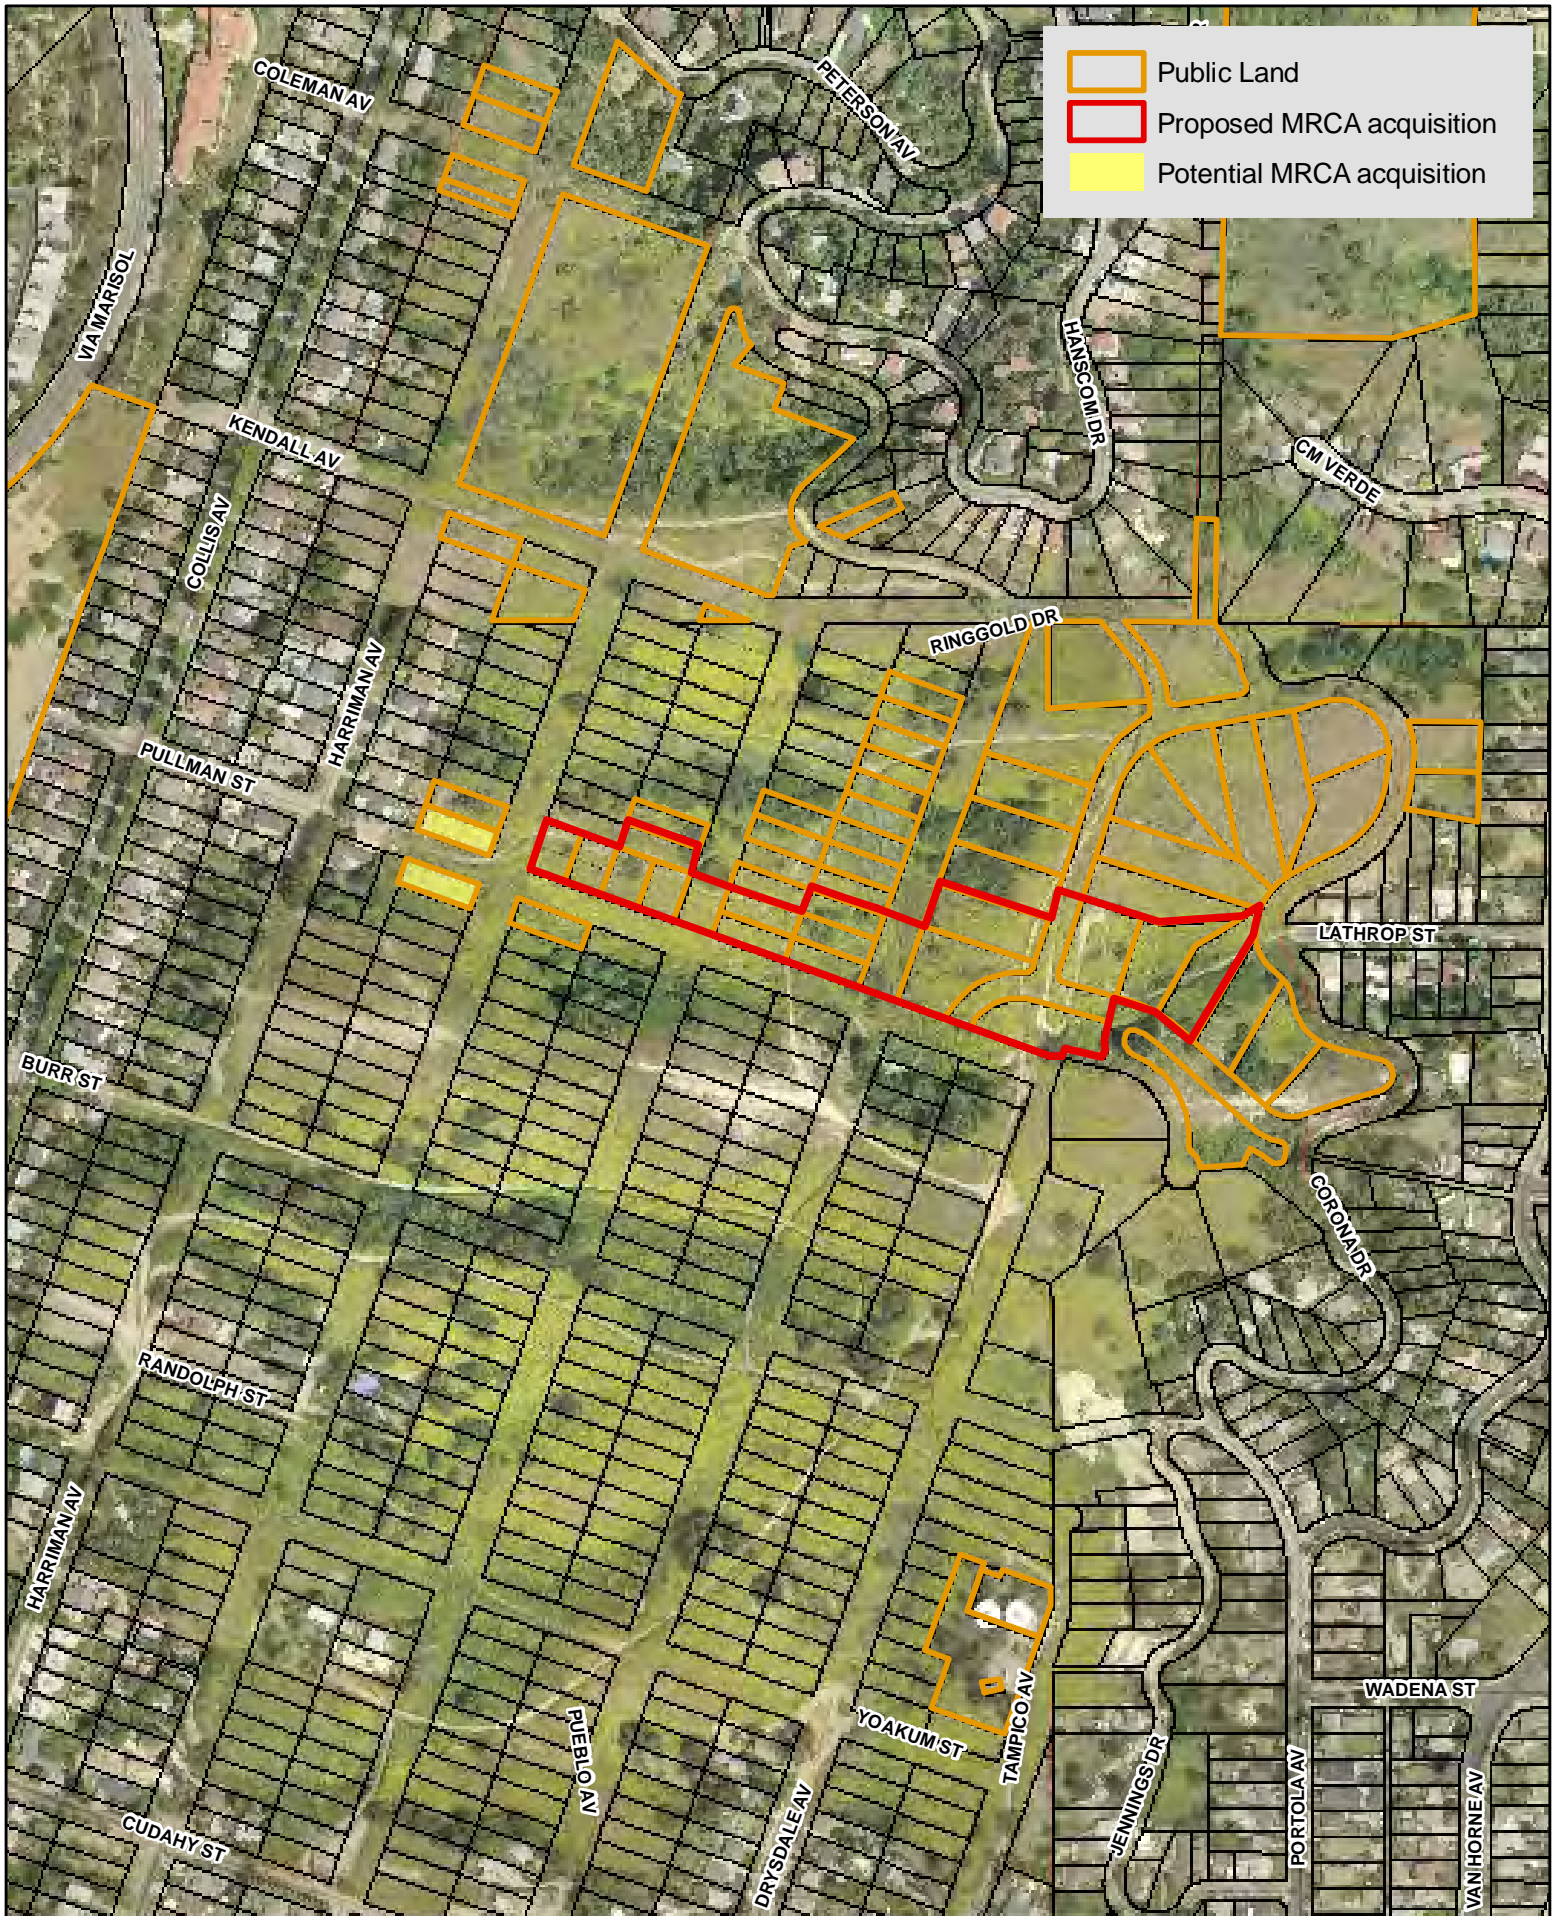 Public Land
Proposed MRCA acquisition
Potential MRCA acquisition
COLEMAN AV
PETERSON AV
VIA MARISOL
HANSCOM DR
KENDALL AV
CM VERDE
COLLIS AV
RINGGOLD DR
HARRIMAN AV
PULLMAN ST
LATHROP ST
BURR ST
CORONA DR
RANDOLPH ST
HARRIMAN AV
WADENA ST
YOAKUM ST
TAMPICO AV
PUEBLO AV
JENNINGS DR
PORTOLA AV
VAN HORNE AV
DRYSDALE AV
CUDAHY ST